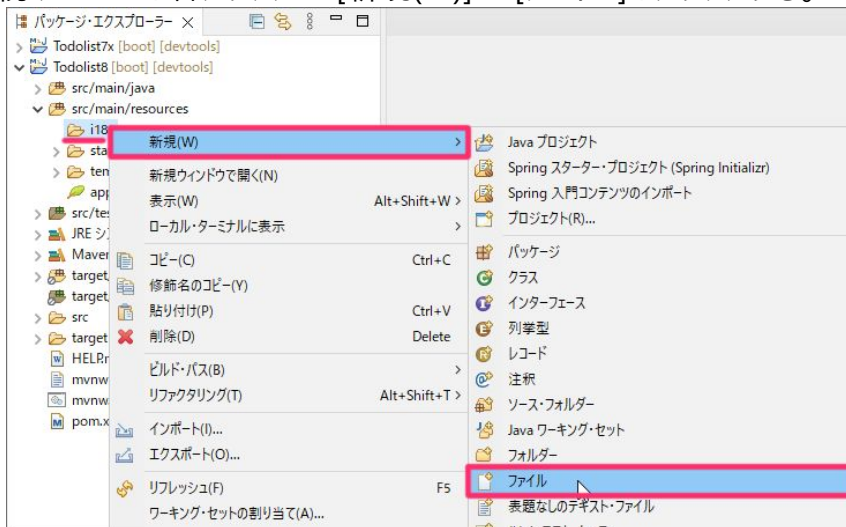 パッケージ・エクスプローラー
Todolist7x [boot] [devtools]
Todolist8 [boot] [devtools]
src/main/java
src/main/resources
i18
sta
tem
app
src/tes
JRE シ
Maven
target
target
src
target
HELP.m
mvnw
mvnw
pom.x
新規(W)
新規ウィンドウで開く(N)
表示(W) Alt+Shift+W >
ローカル・ターミナルに表示 >
コピー(C) Ctrl+C
修飾名のコピー(Y)
貼り付け(P) Ctrl+V
削除(D) Delete
ビルド・パス(B) >
リファクタリング(T) Alt+Shift+T >
インポート(I)...
エクスポート(O)...
リフレッシュ(F) F5
ワーキング・セットの割り当て(A)...
Java プロジェクト
Spring スターター・プロジェクト (Spring Initializr)
Spring 入門コンテンツのインポート
プロジェクト(R)...
パッケージ
クラス
インターフェース
列挙型
レコード
注釈
ソース・フォルダー
Java ワーキング・セット
フォルダー
ファイル
表題なしのテキスト・ファイル